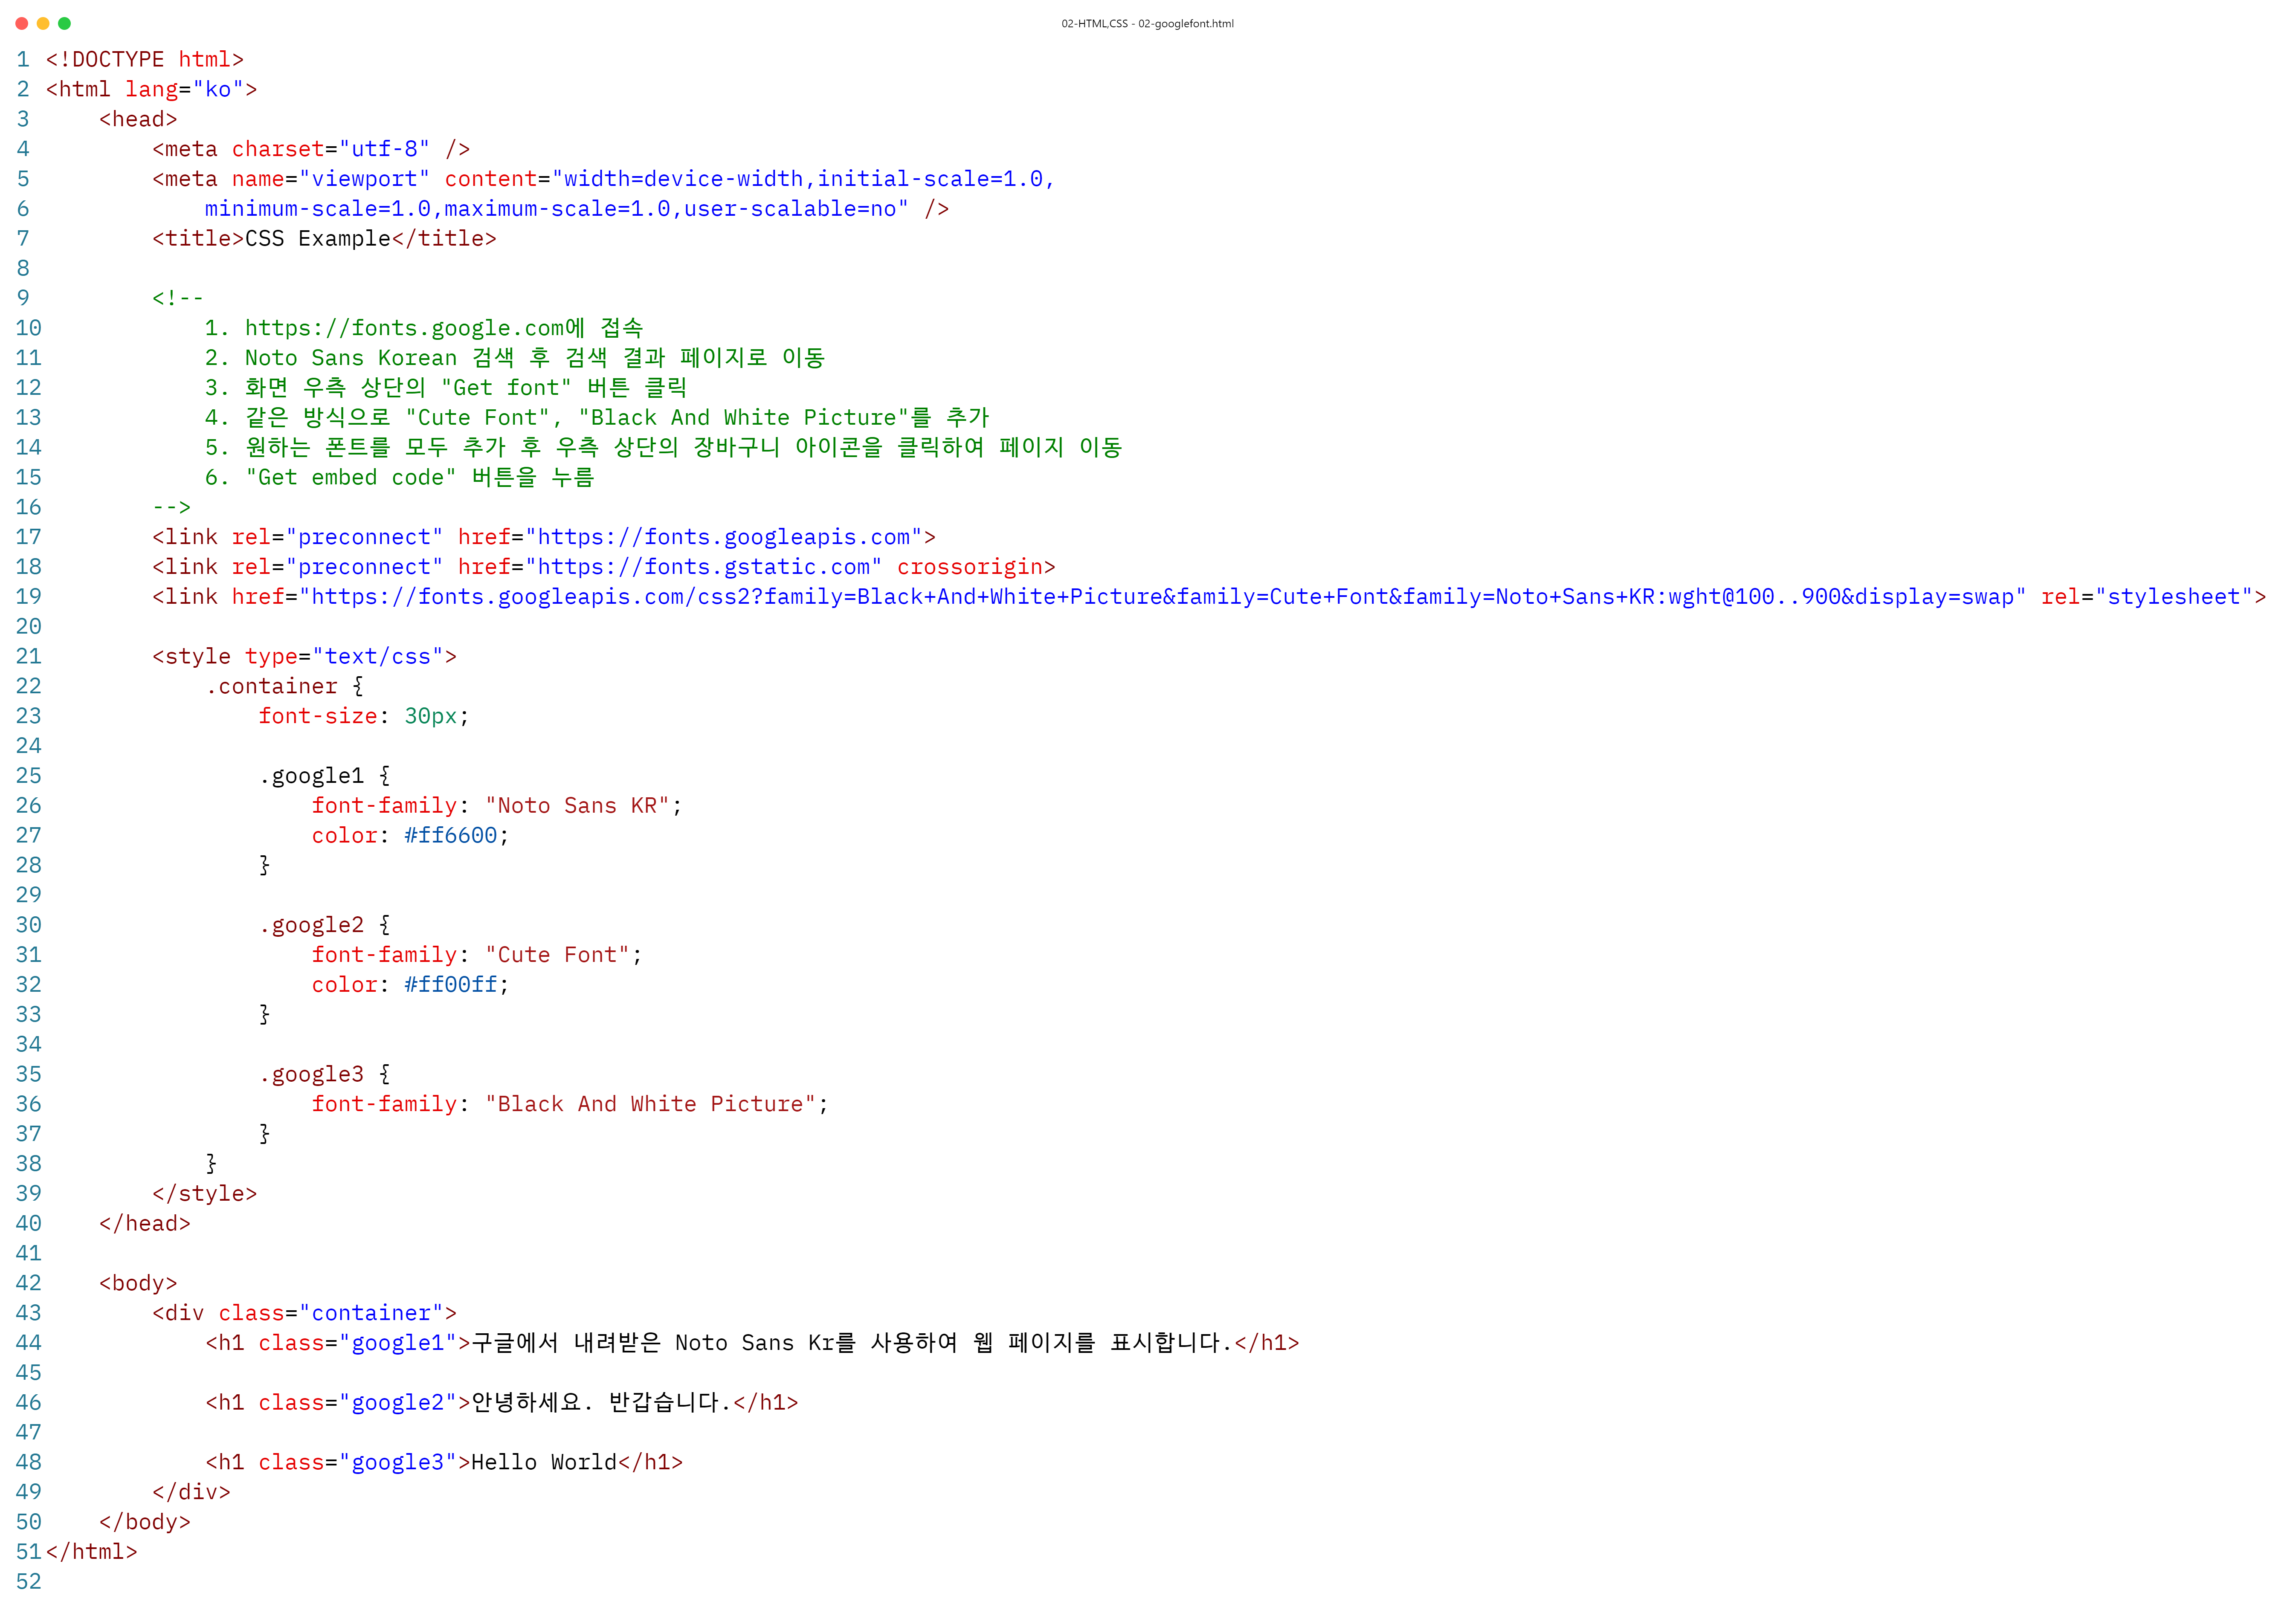 02-HTML,CSS - 02-googlefont.html
1 <!DOCTYPE html>
2 <html lang="ko">
3     <head>
4         <meta charset="utf-8" />
5         <meta name="viewport" content="width=device-width,initial-scale=1.0,
6             minimum-scale=1.0,maximum-scale=1.0,user-scalable=no" />
7         <title>CSS Example</title>
8
9         <!--
10             1. https://fonts.google.com에 접속
11             2. Noto Sans Korean 검색 후 검색 결과 페이지로 이동
12             3. 화면 우측 상단의 "Get font" 버튼 클릭
13             4. 같은 방식으로 "Cute Font", "Black And White Picture"를 추가
14             5. 원하는 폰트를 모두 추가 후 우측 상단의 장바구니 아이콘을 클릭하여 페이지 이동
15             6. "Get embed code" 버튼을 누름
16         -->
17         <link rel="preconnect" href="https://fonts.googleapis.com">
18         <link rel="preconnect" href="https://fonts.gstatic.com" crossorigin>
19         <link href="https://fonts.googleapis.com/css2?family=Black+And+White+Picture&family=Cute+Font&family=Noto+Sans+KR:wght@100..900&display=swap" rel="stylesheet">
20
21         <style type="text/css">
22             .container {
23                 font-size: 30px;
24
25                 .google1 {
26                     font-family: "Noto Sans KR";
27                     color: #ff6600;
28                 }
29
30                 .google2 {
31                     font-family: "Cute Font";
32                     color: #ff00ff;
33                 }
34
35                 .google3 {
36                     font-family: "Black And White Picture";
37                 }
38             }
39         </style>
40     </head>
41
42     <body>
43         <div class="container">
44             <h1 class="google1">구글에서 내려받은 Noto Sans Kr를 사용하여 웹 페이지를 표시합니다.</h1>
45
46             <h1 class="google2">안녕하세요. 반갑습니다.</h1>
47
48             <h1 class="google3">Hello World</h1>
49         </div>
50     </body>
51 </html>
52